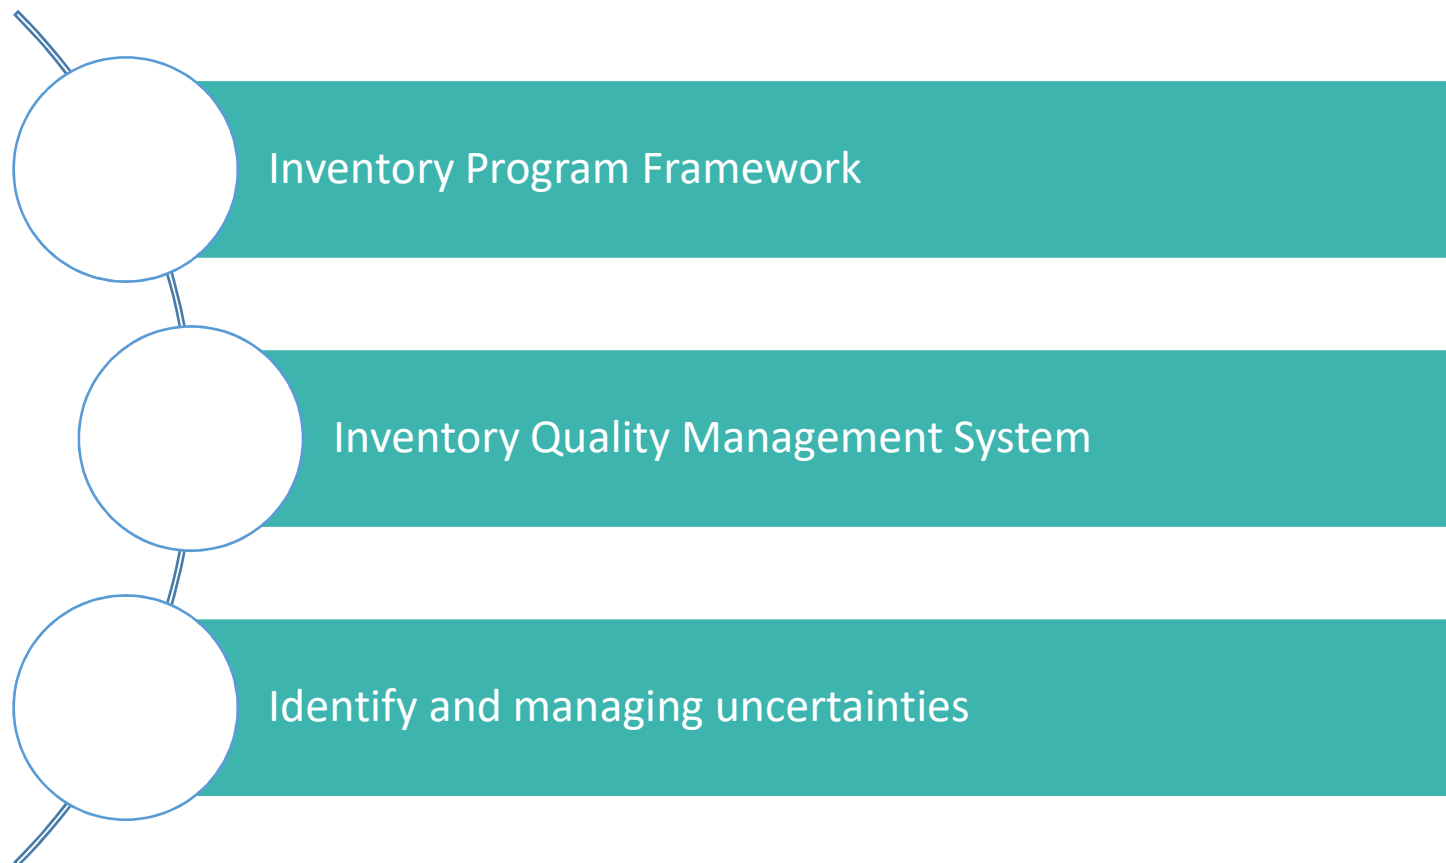 Inventory Program Framework
Inventory Quality Management System
Identify and managing uncertainties